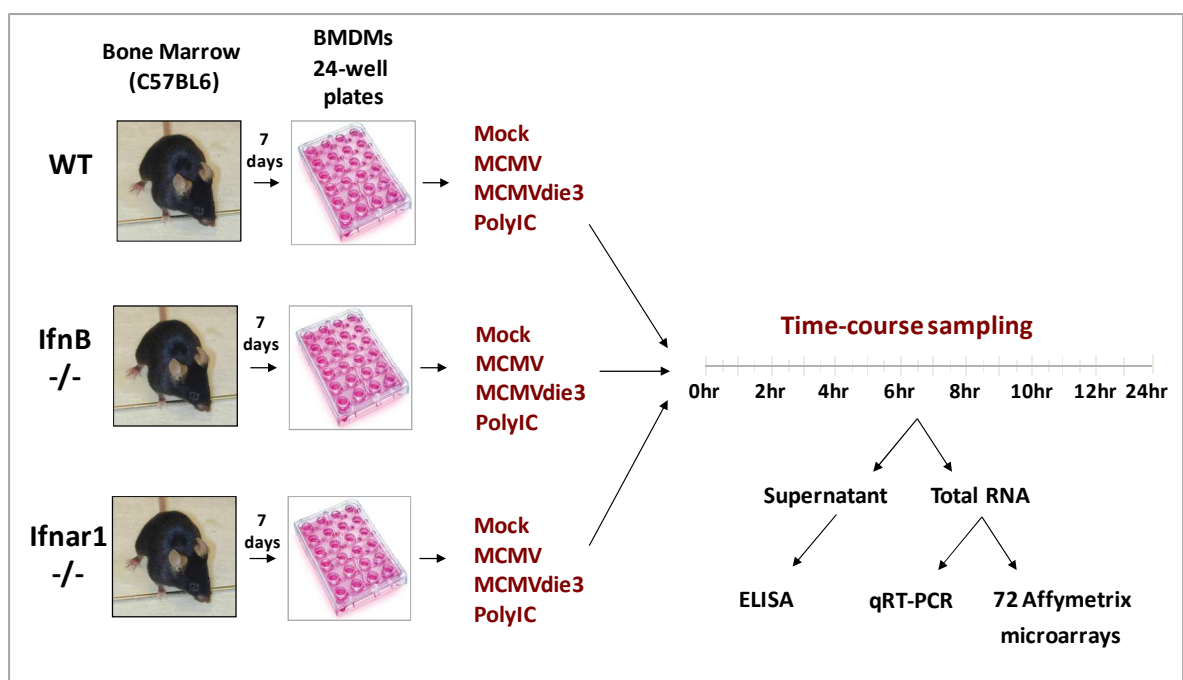 Bone Marrow
(C57BL6)
BMDMs
24-well
plates
WT
7
days
Mock
MCMV
MCMVdie3
PolyIC
IfnB
-/-
7
days
Mock
MCMV
MCMVdie3
PolyIC
Ifnar1
-/-
7
days
Mock
MCMV
MCMVdie3
PolyIC
Time-course sampling
0hr 2hr 4hr 6hr 8hr 10hr 12hr 24hr
Supernatant Total RNA
ELISA qRT-PCR 72 Affymetrix
microarrays